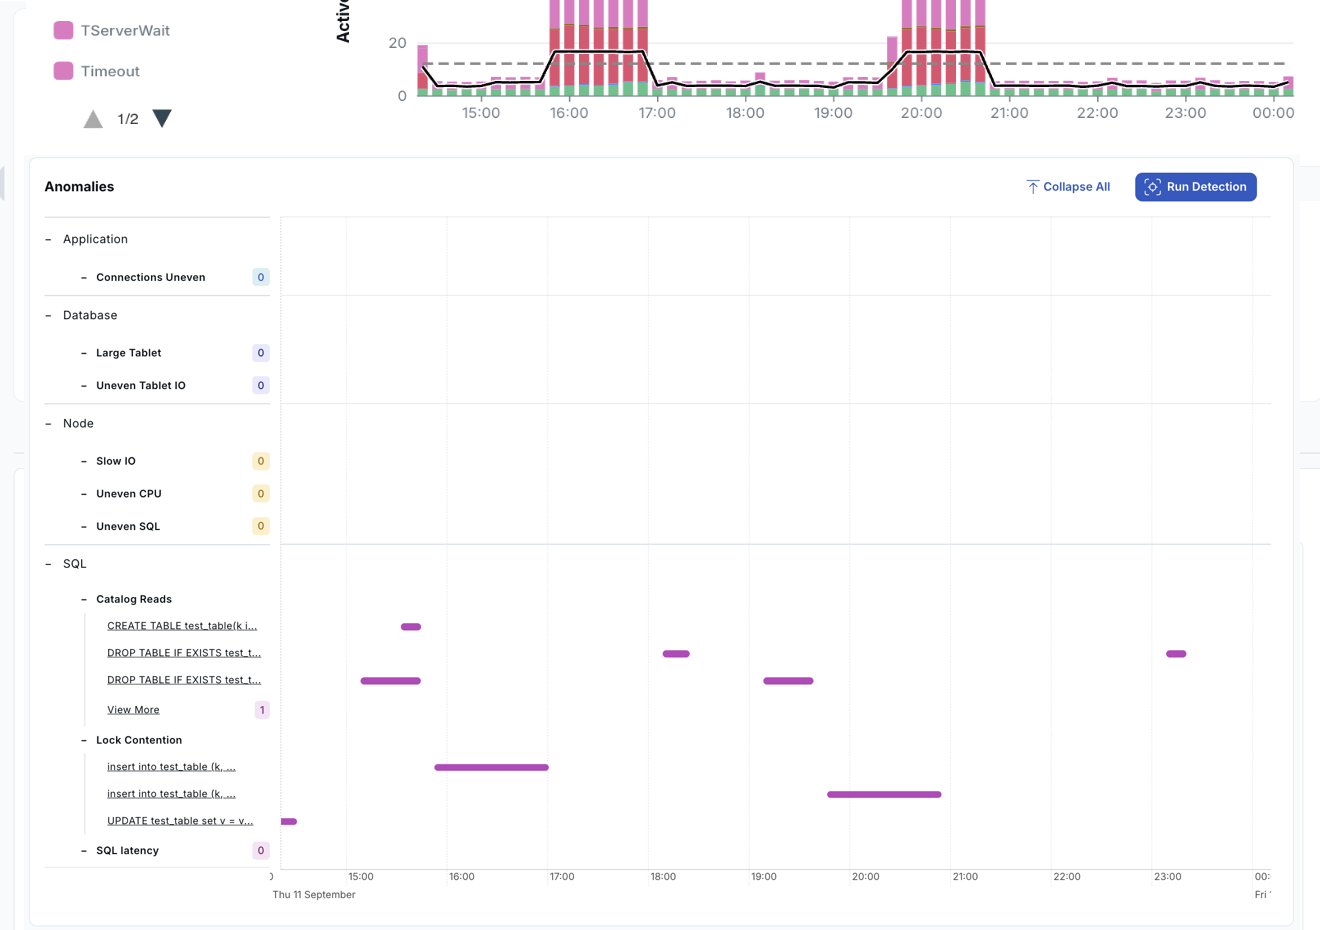 TServerWait
Timeout
1/2
Active
20
0
15:00 16:00 17:00 18:00 19:00 20:00 21:00 22:00 23:00 00:00
Anomalies
Collapse All
Run Detection
– Application
– Connections Uneven 0
– Database
– Large Tablet 0
– Uneven Tablet IO 0
– Node
– Slow IO 0
– Uneven CPU 0
– Uneven SQL 0
– SQL
– Catalog Reads
CREATE TABLE test_table(k i...
DROP TABLE IF EXISTS test_t...
DROP TABLE IF EXISTS test_t...
View More 1
– Lock Contention
insert into test_table (k, ...
insert into test_table (k, ...
UPDATE test_table set v = v...
– SQL latency 0
0 15:00 16:00 17:00 18:00 19:00 20:00 21:00 22:00 23:00 00:
Thu 11 September Fri